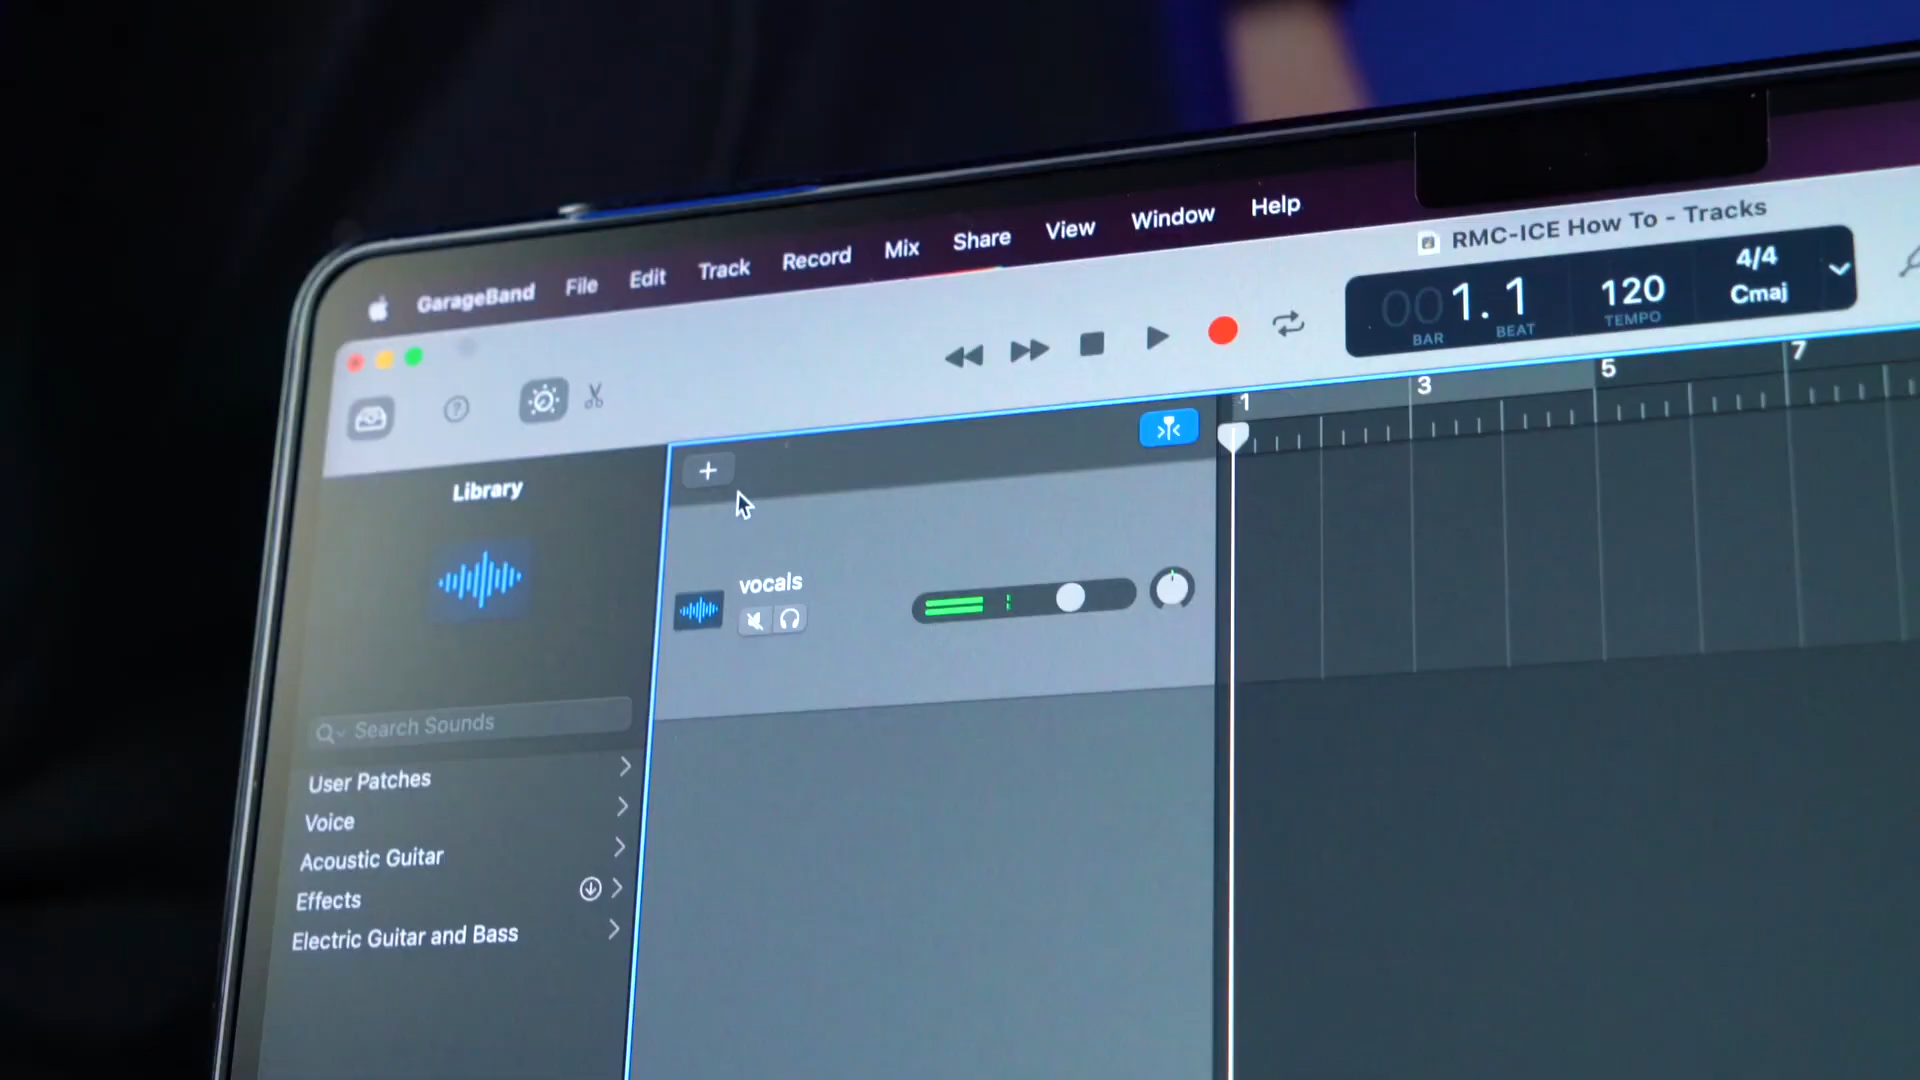 GarageBand File Edit Track Record Mix Share View Window Help
RMC-ICE How To - Tracks
001. 1
BAR BEAT
120
TEMPO
4/4
Cmaj
1 3 5 7
Library
vocals
Search Sounds
User Patches
Voice
Acoustic Guitar
Effects
Electric Guitar and Bass